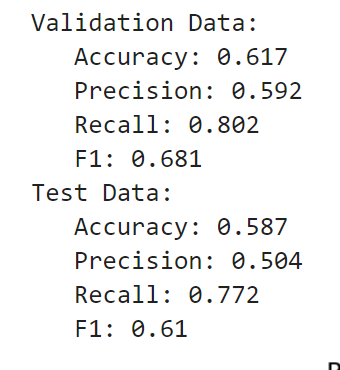 Validation Data:
Accuracy: 0.617
Precision: 0.592
Recall: 0.802
F1: 0.681
Test Data:
Accuracy: 0.587
Precision: 0.504
Recall: 0.772
F1: 0.61